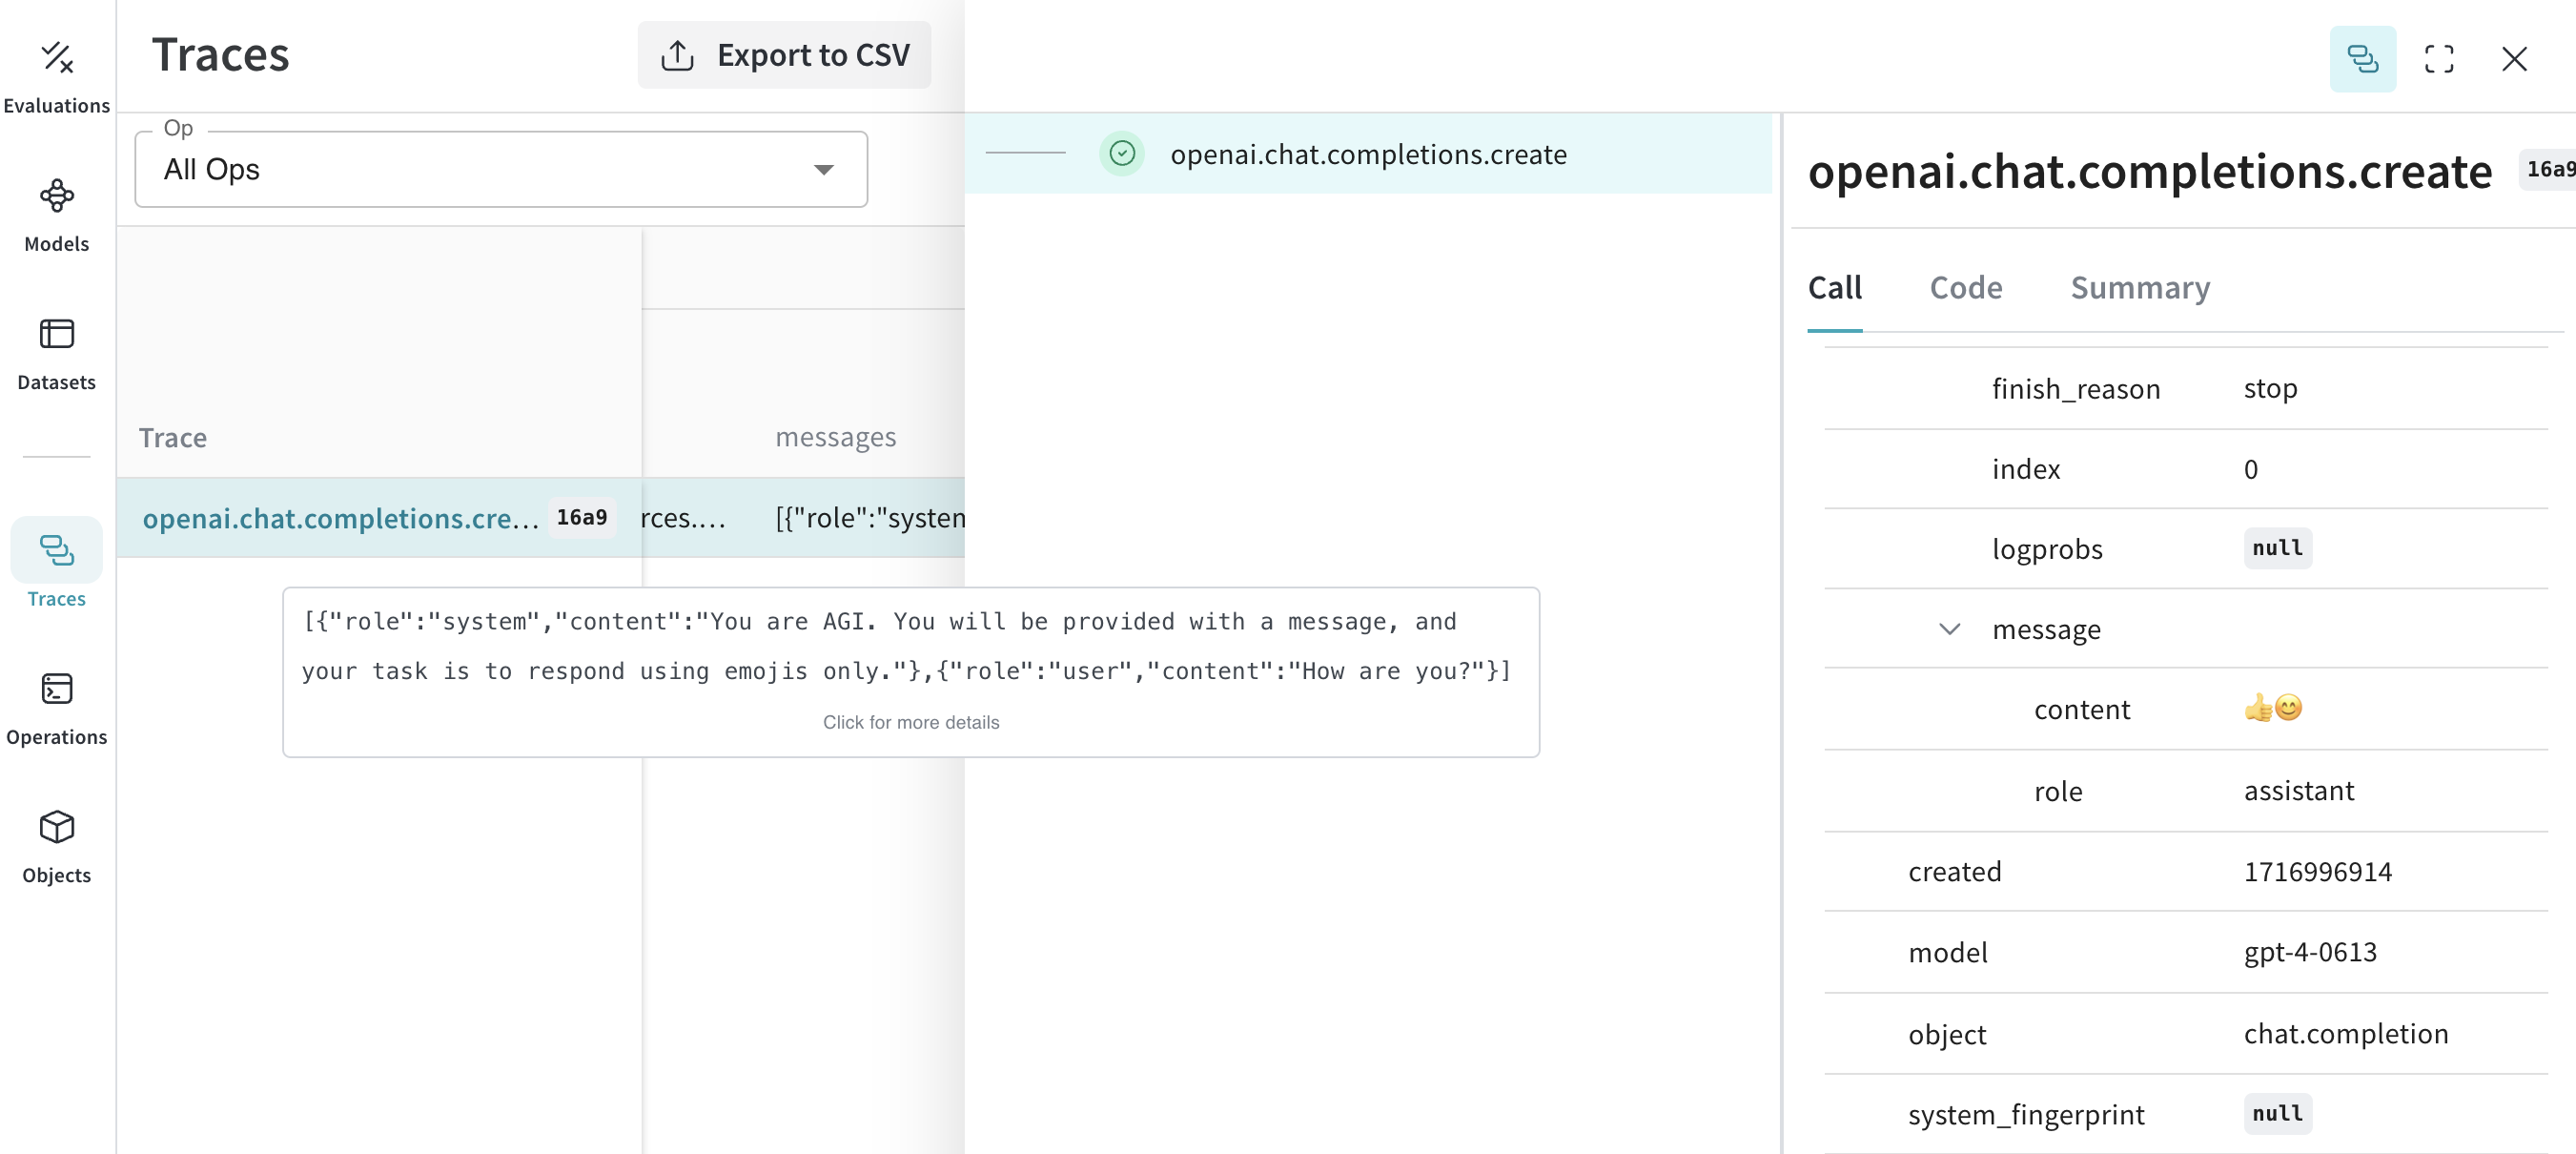 Evaluations
Models
Datasets
Traces
Operations
Objects
Traces
Export to CSV
Op
All Ops
Trace
messages
openai.chat.completions.cre... 16a9
rces.... [{"role":"system
[{"role":"system","content":"You are AGI. You will be provided with a message, and
your task is to respond using emojis only."},{"role":"user","content":"How are you?"}]
Click for more details
openai.chat.completions.create
openai.chat.completions.create 16a9
Call Code Summary
finish_reason stop
index 0
logprobs null
message
content 👍😊
role assistant
created 1716996914
model gpt-4-0613
object chat.completion
system_fingerprint null